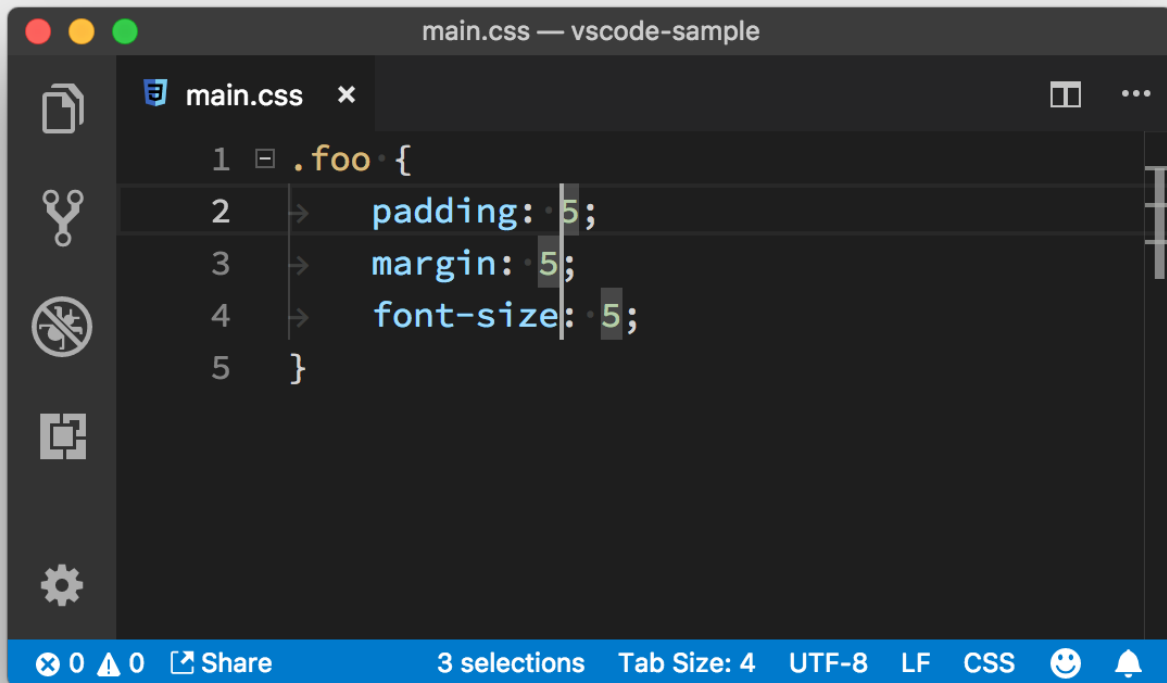 main.css — vscode-sample
main.css
1 .foo {
2 padding: 5;
3 margin: 5;
4 font-size: 5;
5 }
0 0 Share 3 selections Tab Size: 4 UTF-8 LF CSS